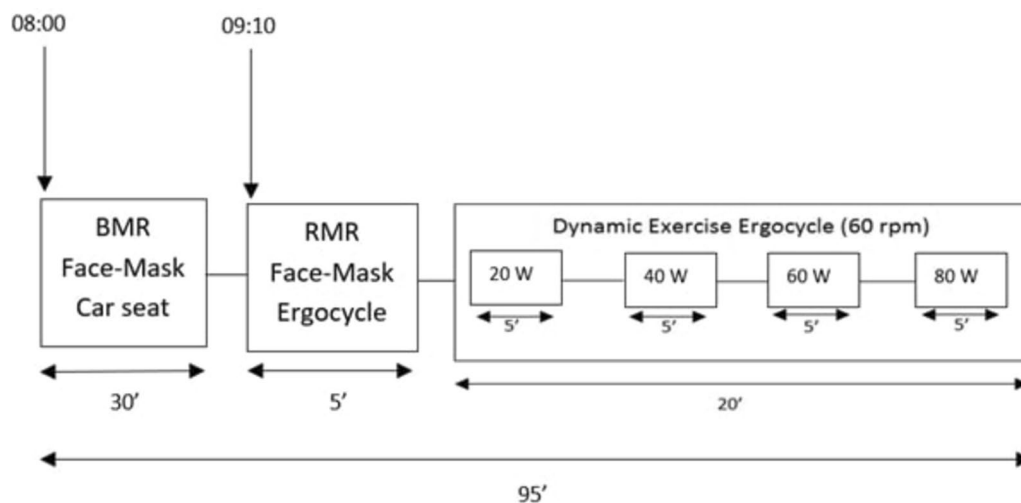 08:00
09:10
BMR
Face-Mask
Car seat
RMR
Face-Mask
Ergocycle
Dynamic Exercise Ergocycle (60 rpm)
20 W
40 W
60 W
80 W
5’
5’
5’
5’
30’
5’
20’
95’